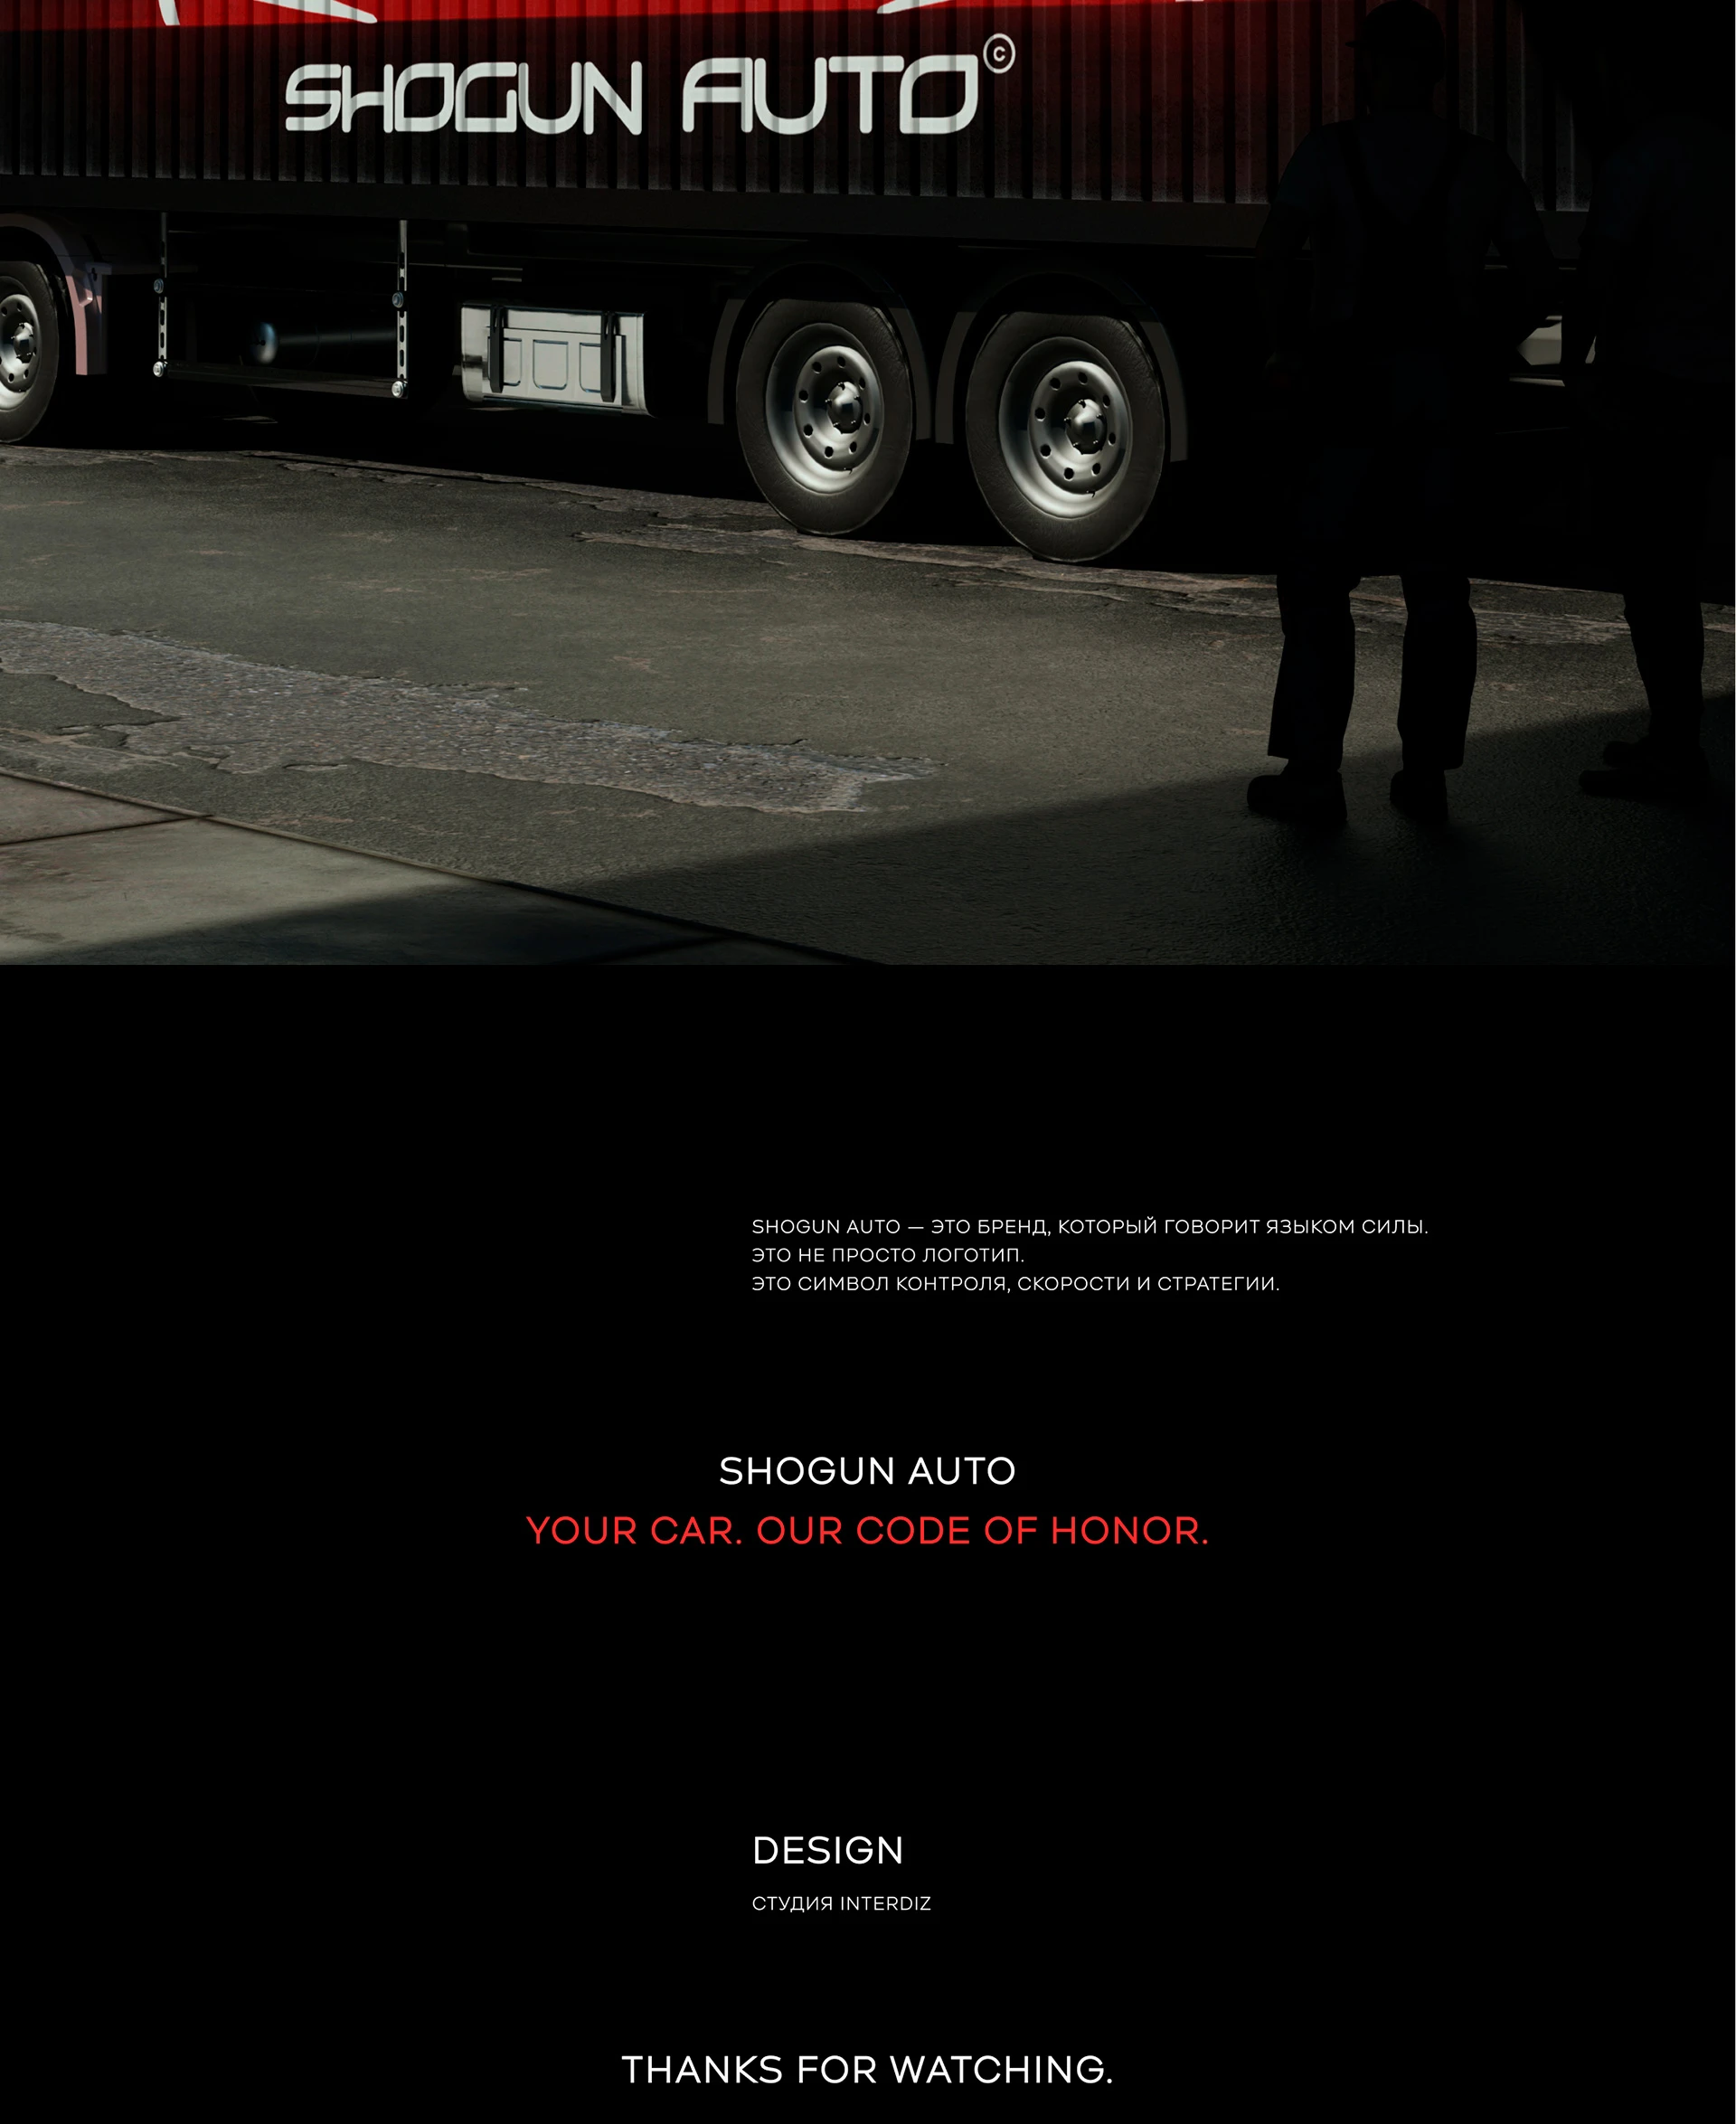 SHOGUN AUTO©
SHOGUN AUTO — ЭТО БРЕНД, КОТОРЫЙ ГОВОРИТ ЯЗЫКОМ СИЛЫ.
ЭТО НЕ ПРОСТО ЛОГОТИП.
ЭТО СИМВОЛ КОНТРОЛЯ, СКОРОСТИ И СТРАТЕГИИ.
SHOGUN AUTO
YOUR CAR. OUR CODE OF HONOR.
DESIGN
СТУДИЯ INTERDIZ
THANKS FOR WATCHING.